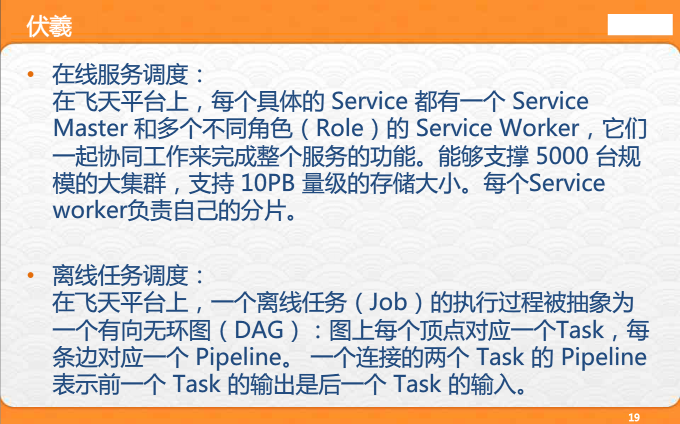 伏羲
• 在线服务调度：
在飞天平台上，每个具体的 Service 都有一个 Service
Master 和多个不同角色（Role）的 Service Worker，它们
一起协同工作来完成整个服务的功能。能够支撑 5000 台规
模的大集群，支持 10PB 量级的存储大小。每个Service
worker负责自己的分片。
• 离线任务调度：
在飞天平台上，一个离线任务（Job）的执行过程被抽象为
一个有向无环图（DAG）：图上每个顶点对应一个Task，每
条边对应一个 Pipeline。 一个连接的两个 Task 的 Pipeline
表示前一个 Task 的输出是后一个 Task 的输入。
19